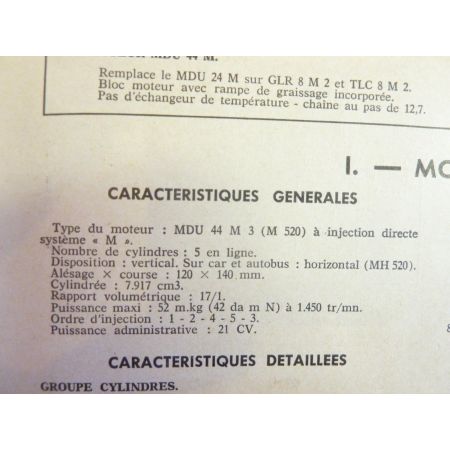 MDU 44 M.
Remplace le MDU 24 M sur GLR 8 M 2 et TLC 8 M 2.
Bloc moteur avec rampe de graissage incorporée.
Pas d'échangeur de température - chaîne au pas de 12,7.
I. — MO
CARACTERISTIQUES GENERALES
Type du moteur : MDU 44 M 3 (M 520) à injection directe
système « M ».
Nombre de cylindres : 5 en ligne.
Disposition : vertical. Sur car et autobus : horizontal (MH 520).
Alésage × course : 120 × 140 mm.
Cylindrée : 7.917 cm3.
Rapport volumétrique : 17/1.
Puissance maxi : 52 m.kg (42 da m N) à 1.450 tr/mn.
Ordre d'injection : 1 - 2 - 4 - 5 - 3.
Puissance administrative : 21 CV.
CARACTERISTIQUES DETAILLEES
GROUPE CYLINDRES.